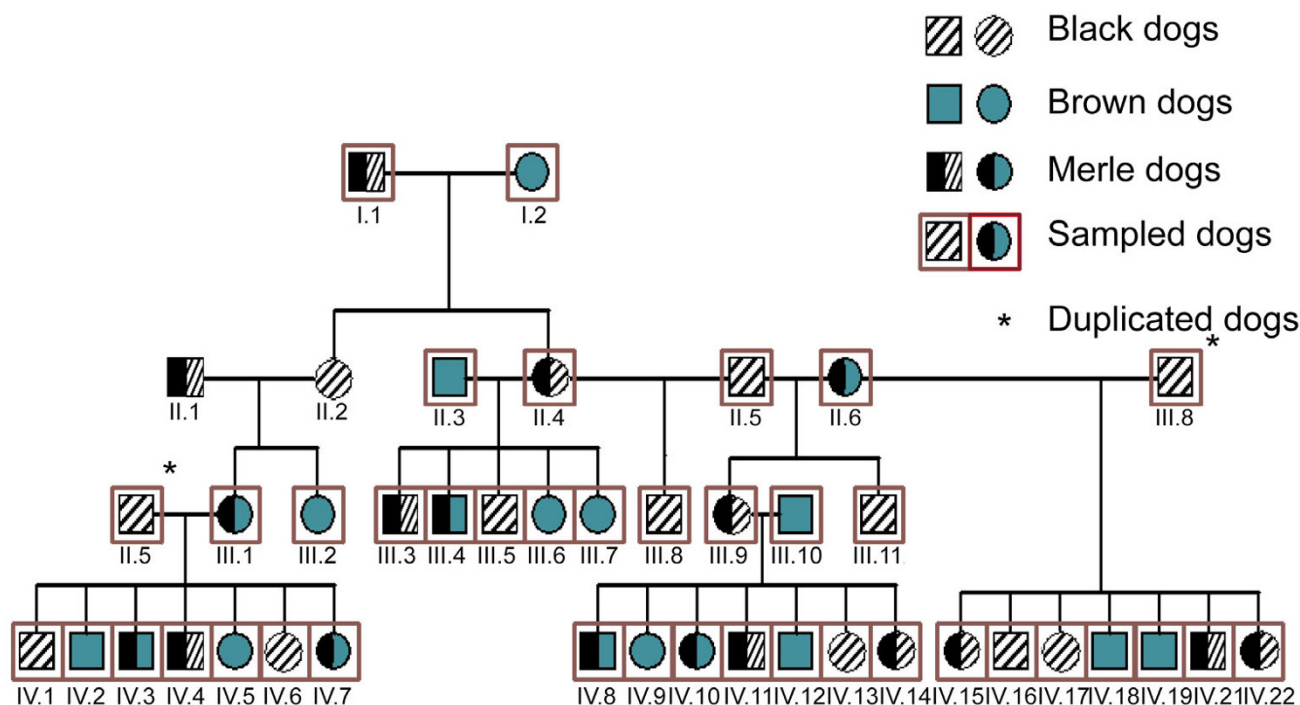 Black dogs
Brown dogs
Merle dogs
Sampled dogs
* Duplicated dogs
I.1 I.2
*
II.1 II.2 II.3 II.4 II.5 II.6 III.8
*
II.5 III.1 III.2 III.3 III.4 III.5 III.6 III.7 III.8 III.9 III.10 III.11
IV.1 IV.2 IV.3 IV.4 IV.5 IV.6 IV.7 IV.8 IV.9 IV.10 IV.11 IV.12 IV.13 IV.14 IV.15 IV.16 IV.17 IV.18 IV.19 IV.21 IV.22